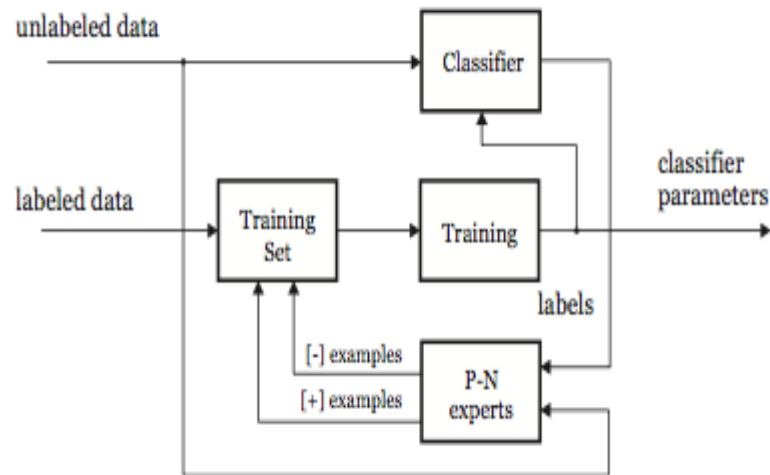 unlabeled data
Classifier
labeled data
Training
Set
Training
classifier
parameters
labels
[-] examples
[+] examples
P-N
experts